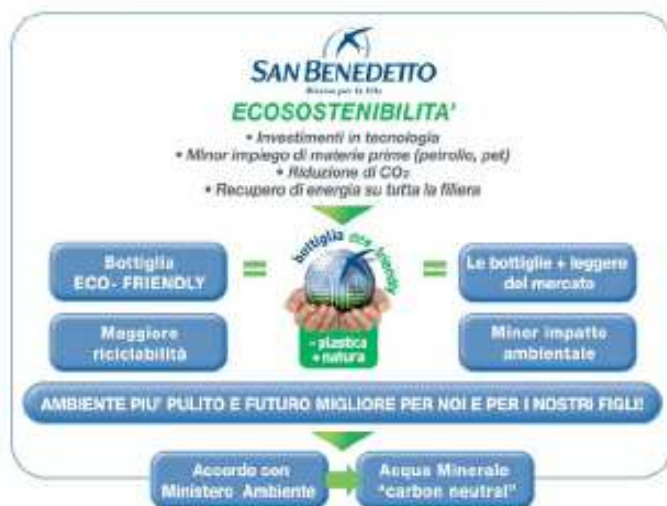 SAN BENEDETTO
ECOSOSTENIBILITA'
• Investimenti in tecnologia
• Minor impiego di materie prime (petrolio, pet)
• Riduzione di CO₂
• Recupero di energia su tutta la filiera
bottiglia eco friendly
Bottiglia
ECO- FRIENDLY
=
=
Le bottiglie + leggere
del mercato
Maggiore
riciclabilità
- plastica
+ natura
Minor impatto
ambientale
AMBIENTE PIU' PULITO E FUTURO MIGLIORE PER NOI E PER I NOSTRI FIGLI!
Accordo con
Ministero Ambiente
Acqua Minerale
"carbon neutral"